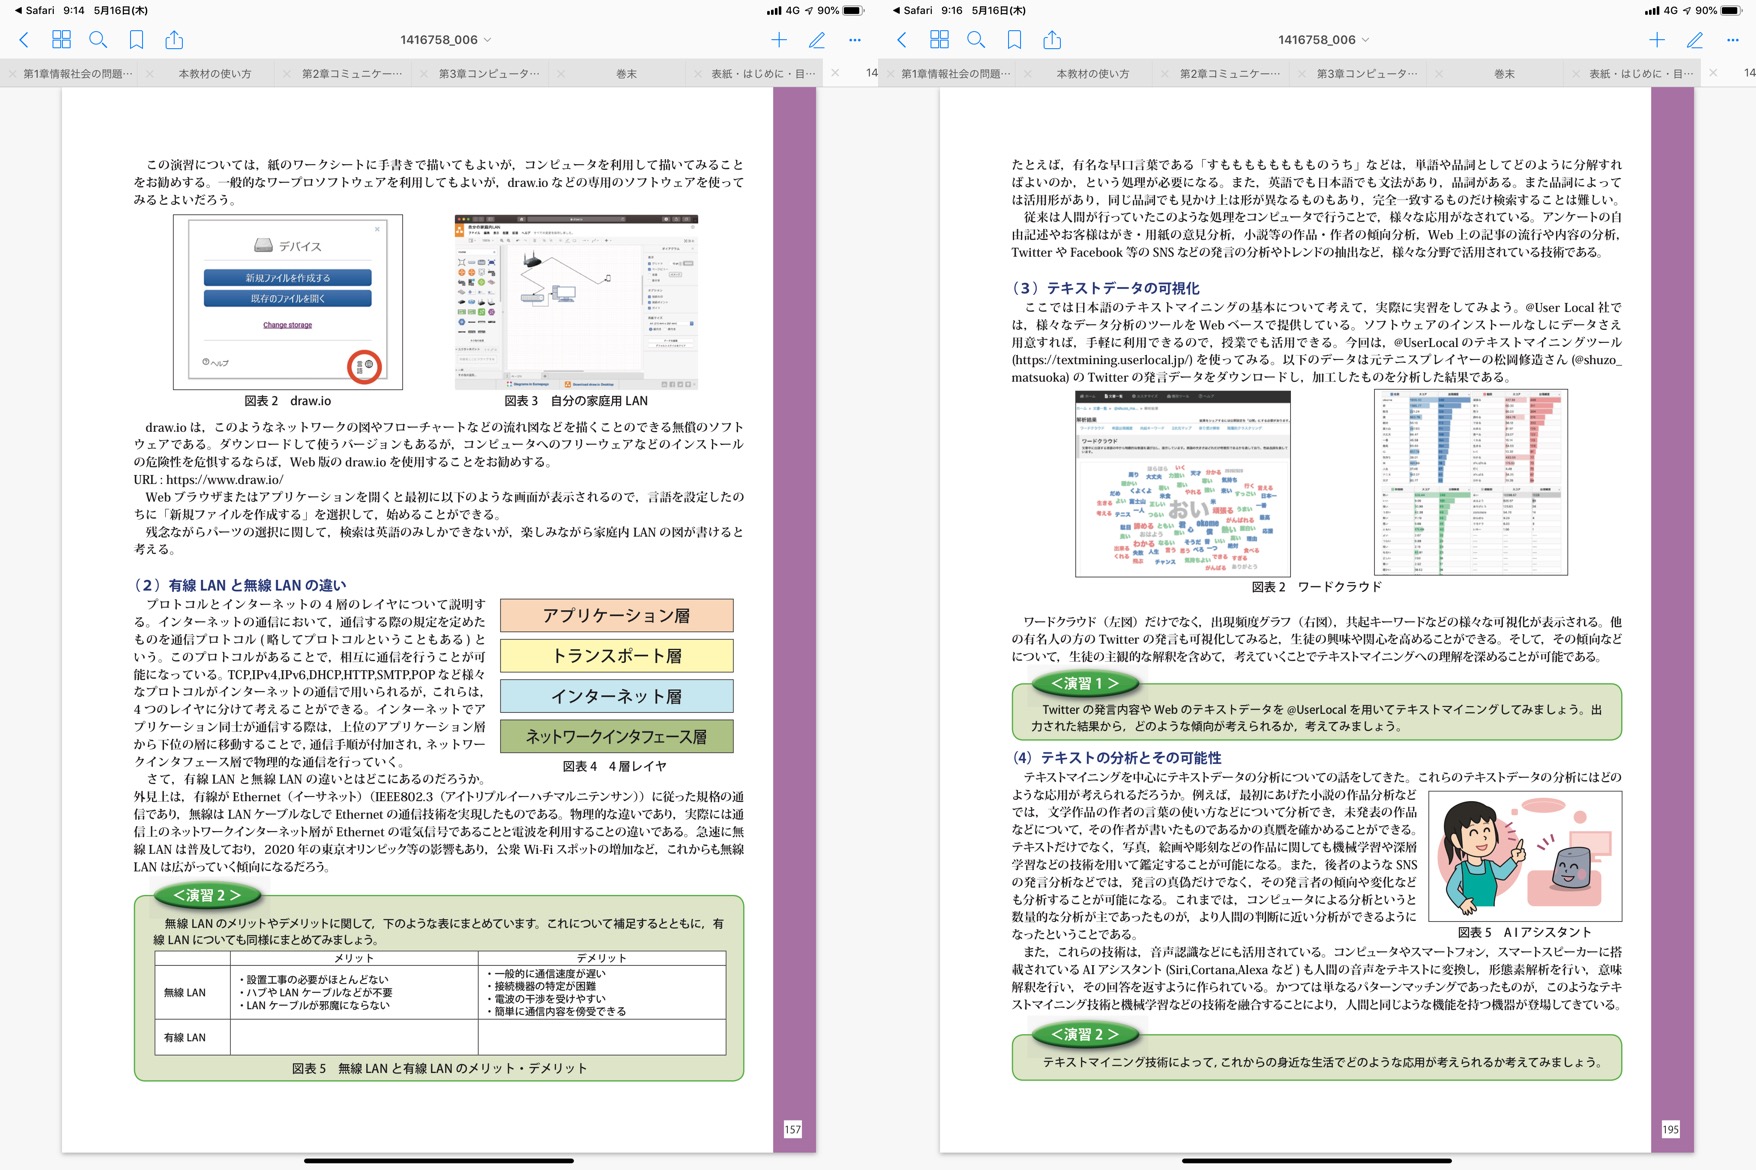 ◀ Safari 9:14 5月16日(木)
4G 90%
1416758_006
第1章情報社会の問題…
本教材の使い方
第2章コミュニケー…
第3章コンピュータ…
巻末
表紙・はじめに・目…
14
この演習については，紙のワークシートに手書きで描いてもよいが，コンピュータを利用して描いてみること
をお勧めする。一般的なワープロソフトウェアを利用してもよいが，draw.io などの専用のソフトウェアを使って
みるとよいだろう。
デバイス
新規ファイルを作成する
既存のファイルを開く
Change storage
ヘルプ
言語
図表 2　draw.io
自分の家庭内LAN
図表 3　自分の家庭用 LAN
draw.io は，このようなネットワークの図やフローチャートなどの流れ図などを描くことのできる無償のソフト
ウェアである。ダウンロードして使うバージョンもあるが，コンピュータへのフリーウェアなどのインストール
の危険性を危惧するならば，Web 版の draw.io を使用することをお勧めする。
URL : https://www.draw.io/
Web ブラウザまたはアプリケーションを開くと最初に以下のような画面が表示されるので，言語を設定したの
ちに「新規ファイルを作成する」を選択して，始めることができる。
残念ながらパーツの選択に関して，検索は英語のみしかできないが，楽しみながら家庭内 LAN の図が書けると
考える。
（2）有線 LAN と無線 LAN の違い
プロトコルとインターネットの 4 層のレイヤについて説明す
る。インターネットの通信において，通信する際の規定を定めた
ものを通信プロトコル ( 略してプロトコルということもある ) と
いう。このプロトコルがあることで，相互に通信を行うことが可
能になっている。TCP,IPv4,IPv6,DHCP,HTTP,SMTP,POP など様々
なプロトコルがインターネットの通信で用いられるが，これらは，
4 つのレイヤに分けて考えることができる。インターネットでア
プリケーション同士が通信する際は，上位のアプリケーション層
から下位の層に移動することで，通信手順が付加され，ネットワー
クインタフェース層で物理的な通信を行っていく。
アプリケーション層
トランスポート層
インターネット層
ネットワークインタフェース層
図表 4　4 層レイヤ
さて，有線 LAN と無線 LAN の違いとはどこにあるのだろうか。
外見上は，有線が Ethernet（イーサネット）（IEEE802.3（アイトリプルイーハチマルニテンサン））に従った規格の通
信であり，無線は LAN ケーブルなしで Ethernet の通信技術を実現したものである。物理的な違いであり，実際には通
信上のネットワークインターネット層が Ethernet の電気信号であることと電波を利用することの違いである。急速に無
線 LAN は普及しており，2020 年の東京オリンピック等の影響もあり，公衆 Wi-Fi スポットの増加など，これからも無線
LAN は広がっていく傾向になるだろう。
＜演習 2 ＞
無線 LAN のメリットやデメリットに関して，下のような表にまとめています。これについて補足するとともに，有
線 LAN についても同様にまとめてみましょう。
メリット　デメリット
無線 LAN
・設置工事の必要がほとんどない
・ハブや LAN ケーブルなどが不要
・LAN ケーブルが邪魔にならない
・一般的に通信速度が遅い
・接続機器の特定が困難
・電波の干渉を受けやすい
・簡単に通信内容を傍受できる
有線 LAN
図表 5　無線 LAN と有線 LAN のメリット・デメリット
157
◀ Safari 9:16 5月16日(木)
4G 90%
1416758_006
第1章情報社会の問題…
本教材の使い方
第2章コミュニケー…
第3章コンピュータ…
巻末
表紙・はじめに・目…
14
たとえば，有名な早口言葉である「すもももももももものうち」などは，単語や品詞としてどのように分解すれ
ばよいのか，という処理が必要になる。また，英語でも日本語でも文法があり，品詞がある。また品詞によって
は活用形があり，同じ品詞でも見かけ上は形が異なるものもあり，完全一致するものだけ検索することは難しい。
従来は人間が行っていたこのような処理をコンピュータで行うことで，様々な応用がなされている。アンケートの自
由記述やお客様はがき・用紙の意見分析，小説等の作品・作者の傾向分析，Web 上の記事の流行や内容の分析，
Twitter や Facebook 等の SNS などの発言の分析やトレンドの抽出など，様々な分野で活用されている技術である。
（3）テキストデータの可視化
ここでは日本語のテキストマイニングの基本について考えて，実際に実習をしてみよう。@User Local 社で
は，様々なデータ分析のツールを Web ベースで提供している。ソフトウェアのインストールなしにデータさえ
用意すれば，手軽に利用できるので，授業でも活用できる。今回は，@UserLocal のテキストマイニングツール
(https://textmining.userlocal.jp/) を使ってみる。以下のデータは元テニスプレイヤーの松岡修造さん (@shuzo_
matsuoka) の Twitter の発言データをダウンロードし，加工したものを分析した結果である。
解析結果
ワードクラウド
おい
図表 2　ワードクラウド
ワードクラウド（左図）だけでなく，出現頻度グラフ（右図），共起キーワードなどの様々な可視化が表示される。他
の有名人の方の Twitter の発言も可視化してみると，生徒の興味や関心を高めることができる。そして，その傾向など
について，生徒の主観的な解釈を含めて，考えていくことでテキストマイニングへの理解を深めることが可能である。
＜演習 1 ＞
Twitter の発言内容や Web のテキストデータを @UserLocal を用いてテキストマイニングしてみましょう。出
力された結果から，どのような傾向が考えられるか，考えてみましょう。
（4）テキストの分析とその可能性
テキストマイニングを中心にテキストデータの分析についての話をしてきた。これらのテキストデータの分析にはどの
ような応用が考えられるだろうか。例えば，最初にあげた小説の作品分析など
では，文学作品の作者の言葉の使い方などについて分析でき，未発表の作品
などについて，その作者が書いたものであるかの真贋を確かめることができる。
テキストだけでなく，写真，絵画や彫刻などの作品に関しても機械学習や深層
学習などの技術を用いて鑑定することが可能になる。また，後者のような SNS
の発言分析などでは，発言の真偽だけでなく，その発言者の傾向や変化など
も分析することが可能になる。これまでは，コンピュータによる分析というと
数量的な分析が主であったものが，より人間の判断に近い分析ができるように
なったということである。
図表 5　A I アシスタント
また，これらの技術は，音声認識などにも活用されている。コンピュータやスマートフォン，スマートスピーカーに搭
載されている AI アシスタント (Siri,Cortana,Alexa など ) も人間の音声をテキストに変換し，形態素解析を行い，意味
解釈を行い，その回答を返すように作られている。かつては単なるパターンマッチングであったものが，このようなテキ
ストマイニング技術と機械学習などの技術を融合することにより，人間と同じような機能を持つ機器が登場してきている。
＜演習 2 ＞
テキストマイニング技術によって，これからの身近な生活でどのような応用が考えられるか考えてみましょう。
195